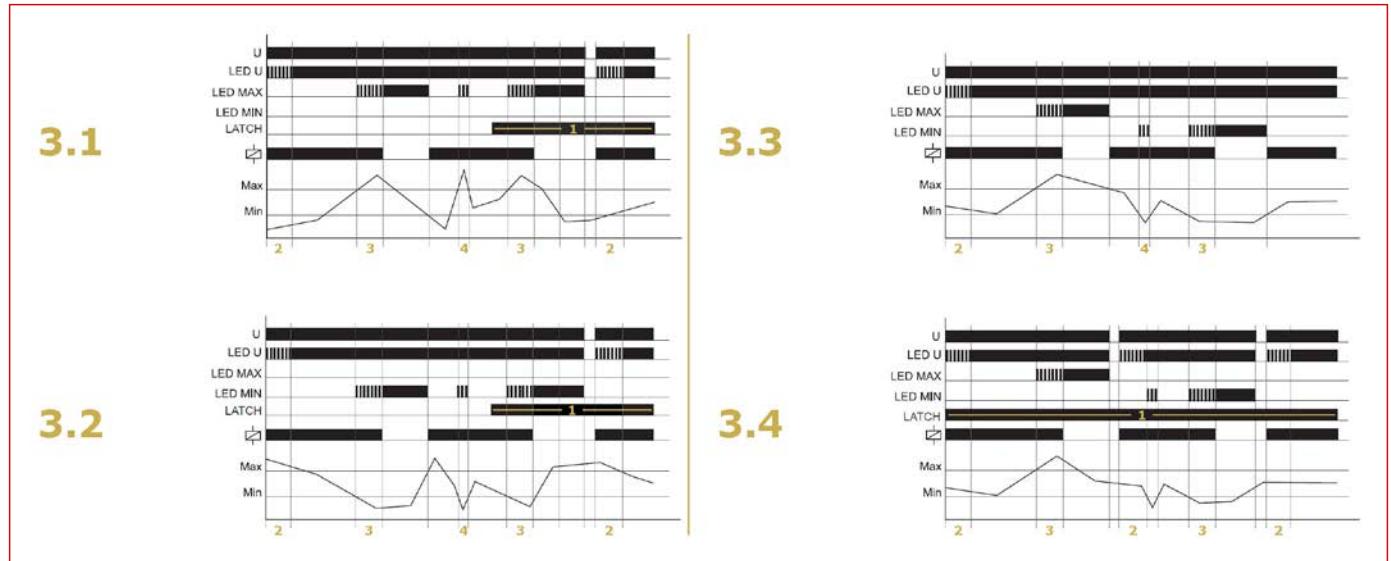 3.1
U
LED U
LED MAX
LED MIN
LATCH
1
Max
Min
2 3 4 3 2
3.2
U
LED U
LED MAX
LED MIN
LATCH
1
Max
Min
2 3 4 3 2
3.3
U
LED U
LED MAX
LED MIN
Max
Min
2 3 4 3
3.4
U
LED U
LED MAX
LED MIN
LATCH
1
Max
Min
2 3 2 3 2